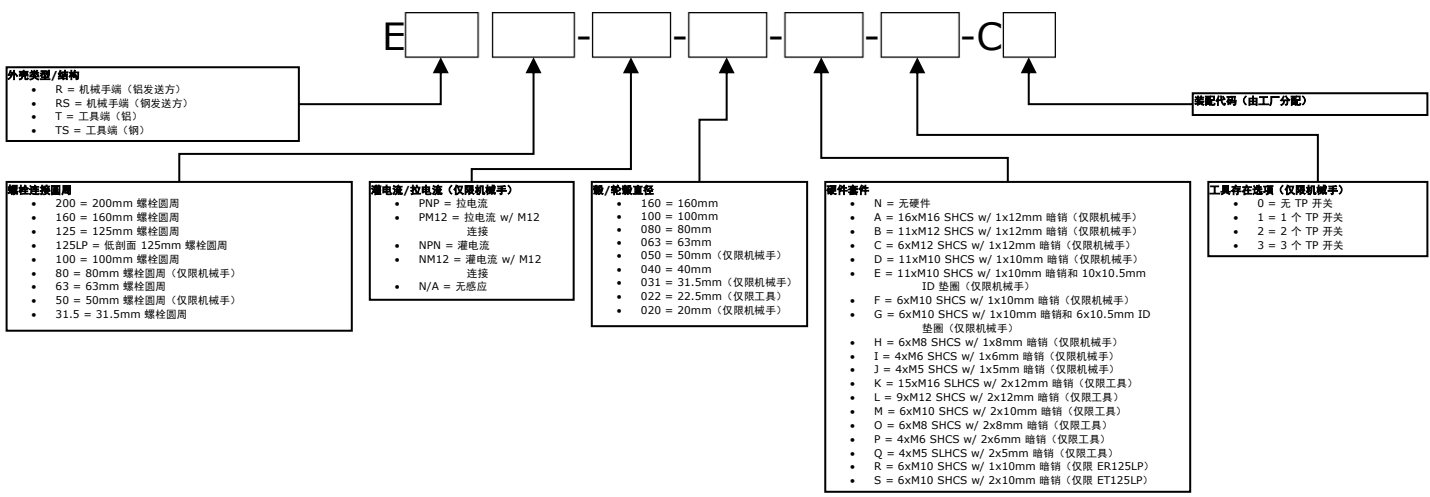 E - - - - -C
外壳类型/结构
• R = 机械手端（铝发送方）
• RS = 机械手端（钢发送方）
• T = 工具端（铝）
• TS = 工具端（钢）
装配代码（由工厂分配）
螺栓连接圆周
• 200 = 200mm 螺栓圆周
• 160 = 160mm 螺栓圆周
• 125 = 125mm 螺栓圆周
• 125LP = 低剖面 125mm 螺栓圆周
• 100 = 100mm 螺栓圆周
• 80 = 80mm 螺栓圆周（仅限机械手）
• 63 = 63mm 螺栓圆周
• 50 = 50mm 螺栓圆周（仅限机械手）
• 31.5 = 31.5mm 螺栓圆周
灌电流/拉电流（仅限机械手）
• PNP = 拉电流
• PM12 = 拉电流 w/ M12
连接
• NPN = 灌电流
• NM12 = 灌电流 w/ M12
连接
• N/A = 无感应
毂/轮毂直径
• 160 = 160mm
• 100 = 100mm
• 080 = 80mm
• 063 = 63mm
• 050 = 50mm（仅限机械手）
• 040 = 40mm
• 031 = 31.5mm（仅限机械手）
• 022 = 22.5mm（仅限工具）
• 020 = 20mm（仅限机械手）
硬件套件
• N = 无硬件
• A = 16xM16 SHCS w/ 1x12mm 暗销（仅限机械手）
• B = 11xM12 SHCS w/ 1x12mm 暗销（仅限机械手）
• C = 6xM12 SHCS w/ 1x12mm 暗销（仅限机械手）
• D = 11xM10 SHCS w/ 1x10mm 暗销（仅限机械手）
• E = 11xM10 SHCS w/ 1x10mm 暗销和 10x10.5mm
ID 垫圈（仅限机械手）
• F = 6xM10 SHCS w/ 1x10mm 暗销（仅限机械手）
• G = 6xM10 SHCS w/ 1x10mm 暗销和 6x10.5mm ID
垫圈（仅限机械手）
• H = 6xM8 SHCS w/ 1x8mm 暗销（仅限机械手）
• I = 4xM6 SHCS w/ 1x6mm 暗销（仅限机械手）
• J = 4xM5 SHCS w/ 1x5mm 暗销（仅限机械手）
• K = 15xM16 SLHCS w/ 2x12mm 暗销（仅限工具）
• L = 9xM12 SHCS w/ 2x12mm 暗销（仅限工具）
• M = 6xM10 SHCS w/ 2x10mm 暗销（仅限工具）
• O = 6xM8 SHCS w/ 2x8mm 暗销（仅限工具）
• P = 4xM6 SHCS w/ 2x6mm 暗销（仅限工具）
• Q = 4xM5 SLHCS w/ 2x5mm 暗销（仅限工具）
• R = 6xM10 SHCS w/ 1x10mm 暗销（仅限 ER125LP）
• S = 6xM10 SHCS w/ 2x10mm 暗销（仅限 ET125LP）
工具存在选项（仅限机械手）
• 0 = 无 TP 开关
• 1 = 1 个 TP 开关
• 2 = 2 个 TP 开关
• 3 = 3 个 TP 开关